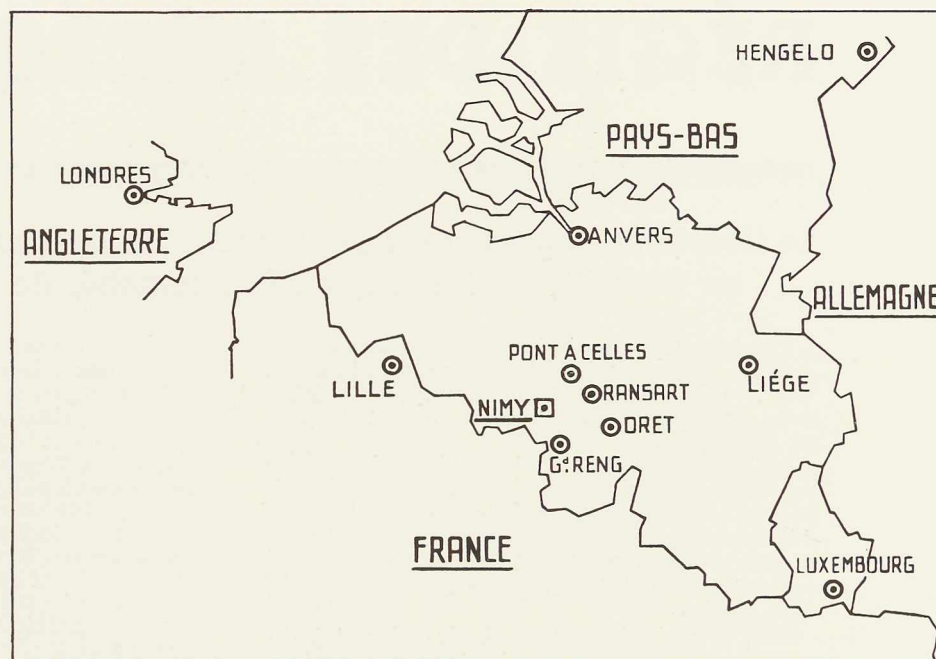 HENGELO
PAYS-BAS
LONDRES
ANGLETERRE
ANVERS
ALLEMAGNE
PONT A CELLES
LILLE
RANSART
LIÉGE
NIMY
ORET
Gd. RENG
FRANCE
LUXEMBOURG